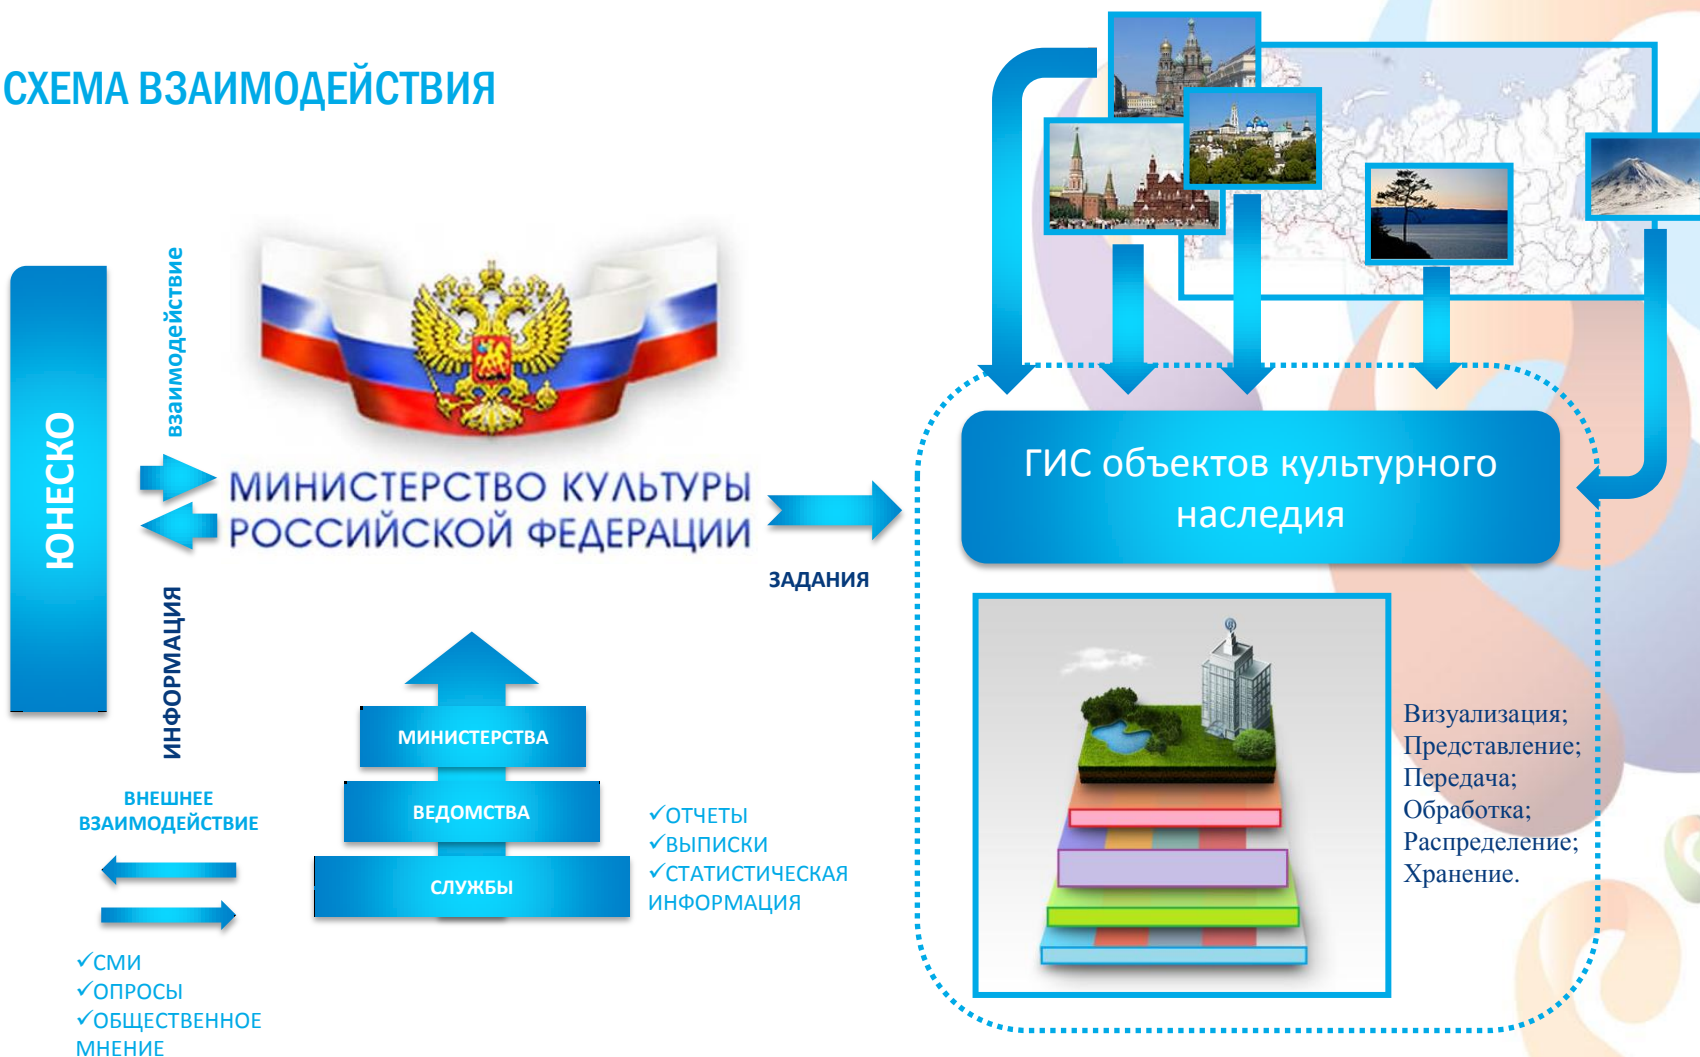 СХЕМА ВЗАИМОДЕЙСТВИЯ
ЮНЕСКО
взаимодействие
МИНИСТЕРСТВО КУЛЬТУРЫ
РОССИЙСКОЙ ФЕДЕРАЦИИ
ИНФОРМАЦИЯ
ЗАДАНИЯ
ГИС объектов культурного
наследия
МИНИСТЕРСТВА
ВЕДОМСТВА
СЛУЖБЫ
✓ОТЧЕТЫ
✓ВЫПИСКИ
✓СТАТИСТИЧЕСКАЯ
ИНФОРМАЦИЯ
ВНЕШНЕЕ
ВЗАИМОДЕЙСТВИЕ
✓СМИ
✓ОПРОСЫ
✓ОБЩЕСТВЕННОЕ
МНЕНИЕ
Визуализация;
Представление;
Передача;
Обработка;
Распределение;
Хранение.